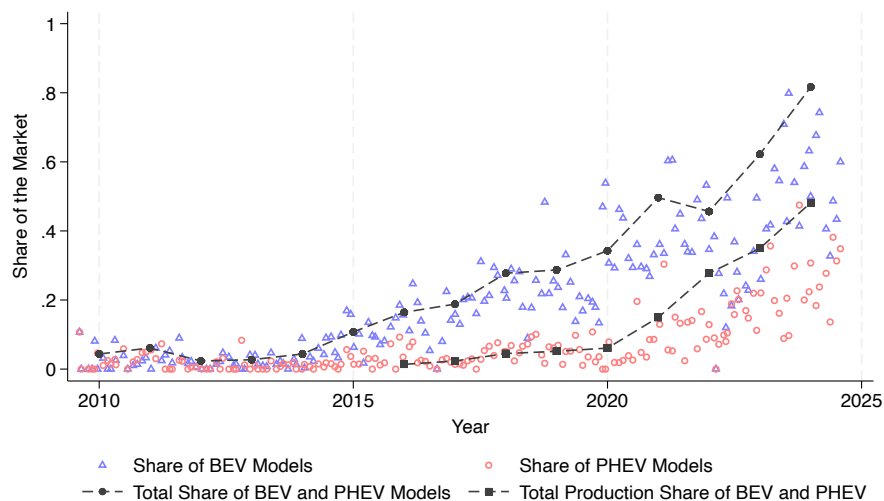 1
.8
.6
.4
.2
0
Share of the Market
2010 2015 2020 2025
Year
Share of BEV Models Share of PHEV Models
Total Share of BEV and PHEV Models Total Production Share of BEV and PHEV